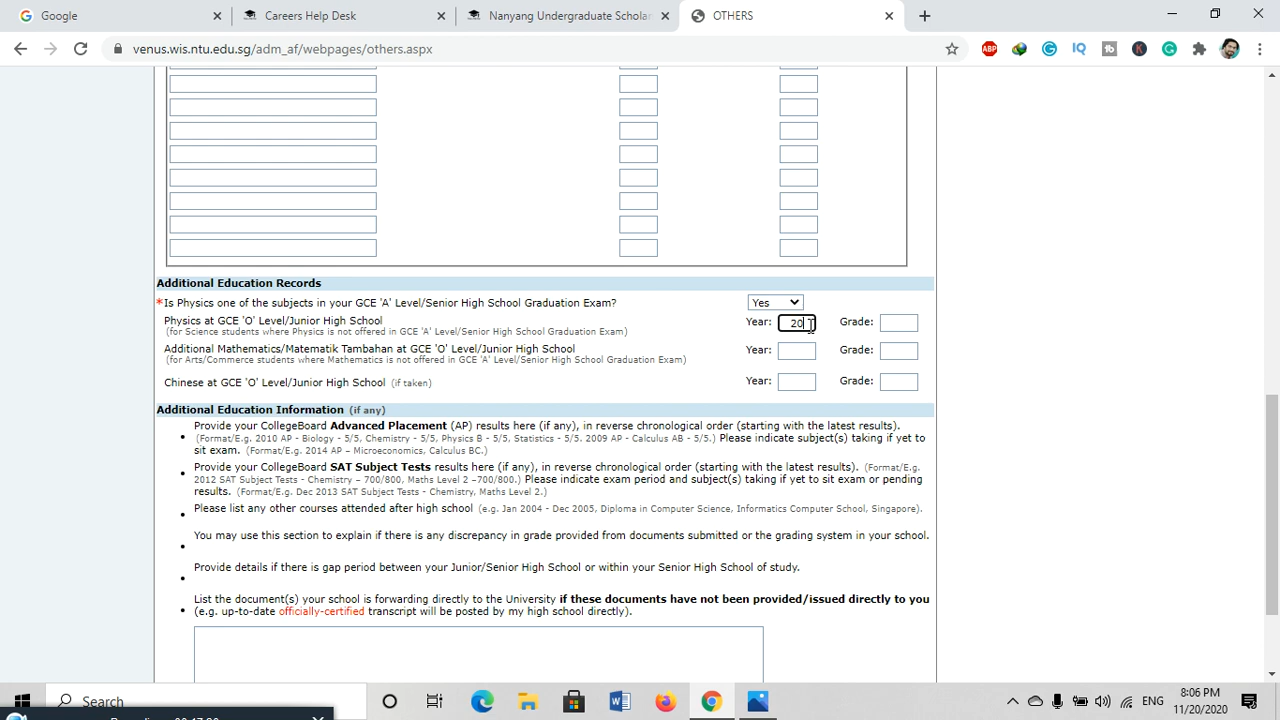 Google
Careers Help Desk
Nanyang Undergraduate Scholar
OTHERS
venus.wis.ntu.edu.sg/adm_af/webpages/others.aspx
Additional Education Records
*Is Physics one of the subjects in your GCE 'A' Level/Senior High School Graduation Exam?
Yes
Physics at GCE 'O' Level/Junior High School
Year: 20
Grade:
(for Science students where Physics is not offered in GCE 'A' Level/Senior High School Graduation Exam)
Additional Mathematics/Matematik Tambahan at GCE 'O' Level/Junior High School
Year:
Grade:
(for Arts/Commerce students where Mathematics is not offered in GCE 'A' Level/Senior High School Graduation Exam)
Chinese at GCE 'O' Level/Junior High School (if taken)
Year:
Grade:
Additional Education Information (if any)
Provide your CollegeBoard Advanced Placement (AP) results here (if any), in reverse chronological order (starting with the latest results).
(Format/E.g. 2010 AP - Biology - 5/5, Chemistry - 5/5, Physics B - 5/5, Statistics - 5/5. 2009 AP - Calculus AB - 5/5.) Please indicate subject(s) taking if yet to
sit exam. (Format/E.g. 2014 AP – Microeconomics, Calculus BC.)
Provide your CollegeBoard SAT Subject Tests results here (if any), in reverse chronological order (starting with the latest results). (Format/E.g.
2012 SAT Subject Tests - Chemistry – 700/800, Maths Level 2 –700/800.) Please indicate exam period and subject(s) taking if yet to sit exam or pending
results. (Format/E.g. Dec 2013 SAT Subject Tests - Chemistry, Maths Level 2.)
Please list any other courses attended after high school (e.g. Jan 2004 - Dec 2005, Diploma in Computer Science, Informatics Computer School, Singapore).
You may use this section to explain if there is any discrepancy in grade provided from documents submitted or the grading system in your school.
Provide details if there is gap period between your Junior/Senior High School or within your Senior High School of study.
List the document(s) your school is forwarding directly to the University if these documents have not been provided/issued directly to you
(e.g. up-to-date officially-certified transcript will be posted by my high school directly).
Search
ENG
8:06 PM
11/20/2020